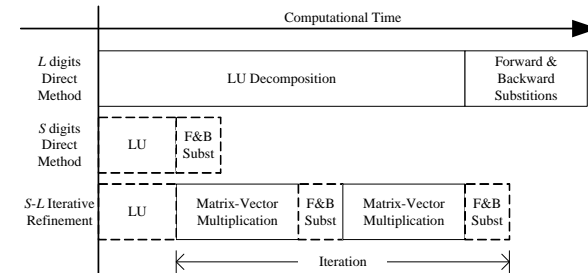 Computational Time
L digits
Direct
Method
LU Decomposition
Forward &
Backward
Substitions
S digits
Direct
Method
LU
F&B
Subst
S-L Iterative
Refinement
LU
Matrix-Vector
Multiplication
F&B
Subst
Matrix-Vector
Multiplication
F&B
Subst
Iteration